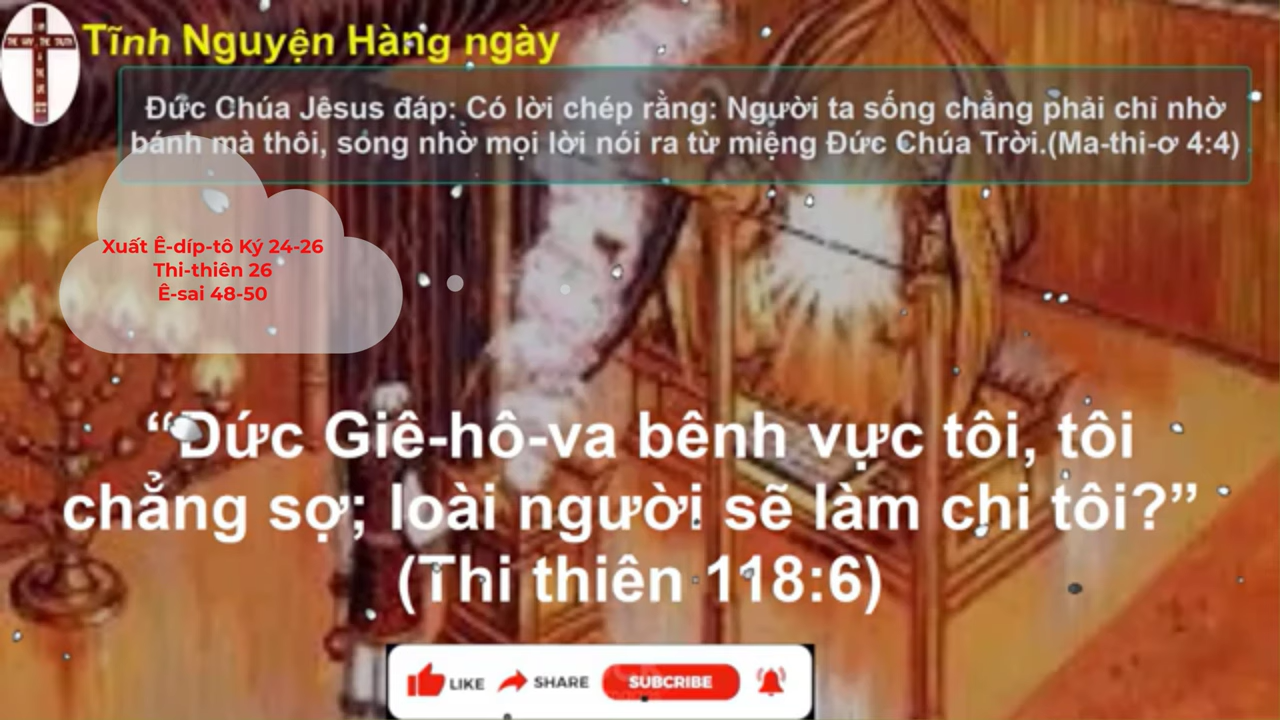 Tĩnh Nguyện Hàng ngày
Đức Chúa Jêsus đáp: Có lời chép rằng: Người ta sống chẳng phải chỉ nhờ
bánh mà thôi, sóng nhờ mọi lời nói ra từ miệng Đức Chúa Trời.(Ma-thi-ơ 4:4)
Xuất Ê-díp-tô Ký 24-26
Thi-thiên 26
Ê-sai 48-50
“Đức Giê-hô-va bênh vực tôi, tôi
chẳng sợ; loài người sẽ làm chi tôi?”
(Thi thiên 118:6)
LIKE SHARE SUBCRIBE